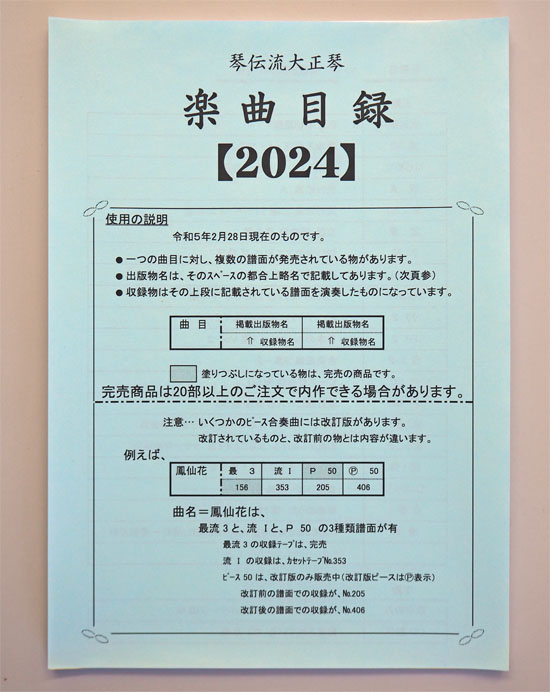 琴伝流大正琴
楽曲目録
【2024】
使用の説明
令和5年2月28日現在のものです。
● 一つの曲目に対し、複数の譜面が発売されている物があります。
● 出版物名は、そのスペースの都合上略名で記載してあります。(次頁参)
● 収録物はその上段に記載されている譜面を演奏したものになっています。
曲 目 掲載出版物名 掲載出版物名
⇑ 収録物名 ⇑ 収録物名
塗りつぶしになっている物は、完売の商品です。
完売商品は20部以上のご注文で内作できる場合があります。
注意… いくつかのピース合奏曲には改訂版があります。
改訂されているものと、改訂前の物とは内容が違います。
例えば、
鳳仙花 最 3 流 I P 50 Ⓟ 50
156 353 205 406
曲名＝鳳仙花は、
最流 3 と、流 I と、P 50 の3種類譜面が有
最流 3 の収録テープは、完売
流 I の収録は、カセットテープNo.353
ピース 50 は、改訂版のみ販売中(改訂版ピースはⓅ表示)
改訂前の譜面での収録が、No.205
改訂後の譜面での収録が、No.406